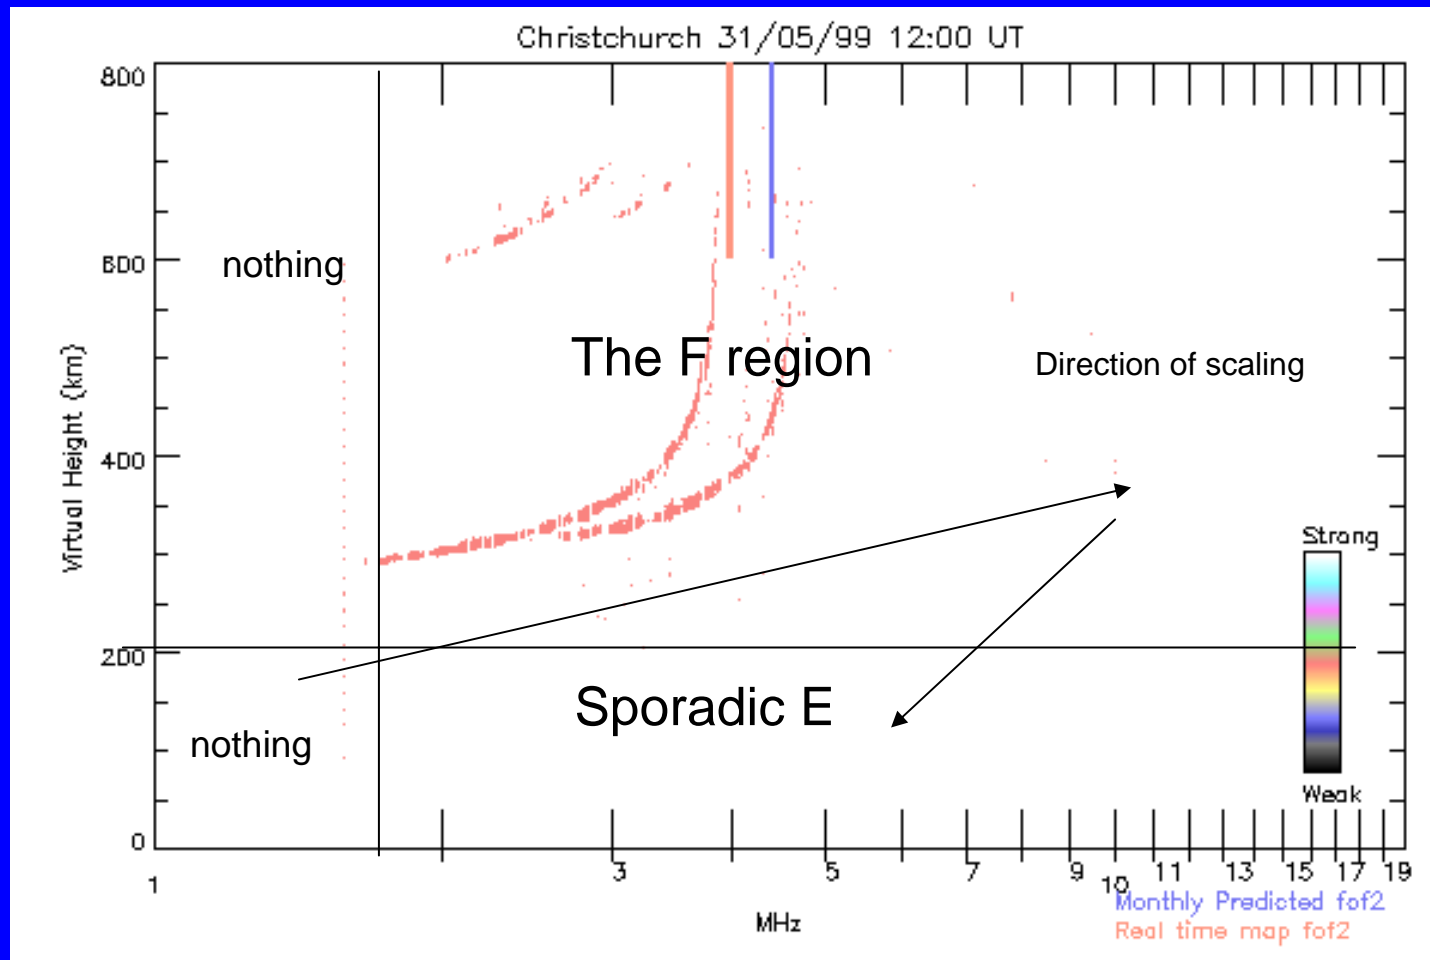 Christchurch 31/05/99 12:00 UT
800
600
400
200
0
Virtual Height (km)
nothing
The F region
Direction of scaling
Strong
Sporadic E
nothing
Weak
1 3 5 7 9 10 11 13 15 17 19
MHz
Monthly Predicted fof2
Real time map fof2